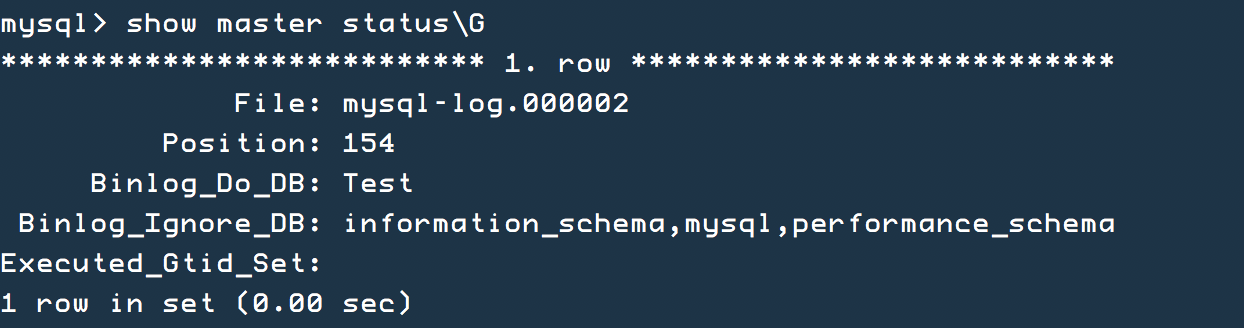 mysql> show master status\G
*************************** 1. row ***************************
File: mysql-log.000002
Position: 154
Binlog_Do_DB: Test
Binlog_Ignore_DB: information_schema,mysql,performance_schema
Executed_Gtid_Set:
1 row in set (0.00 sec)